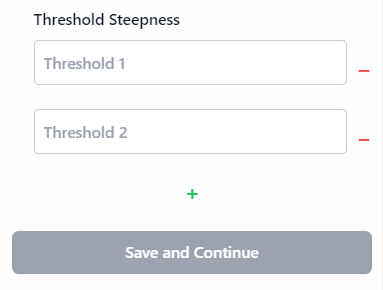 Threshold Steepness
Threshold 1
−
Threshold 2
−
+
Save and Continue